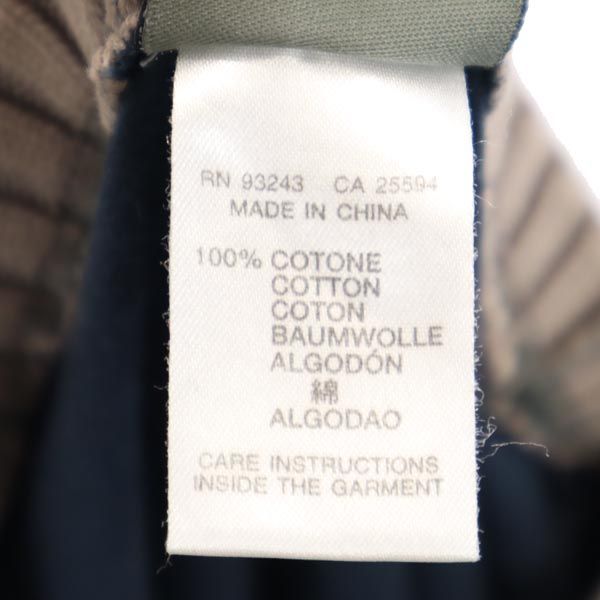 RN 93243 CA 25594
MADE IN CHINA
100% COTONE
COTTON
COTON
BAUMWOLLE
ALGODÓN
綿
ALGODAO
CARE INSTRUCTIONS
INSIDE THE GARMENT